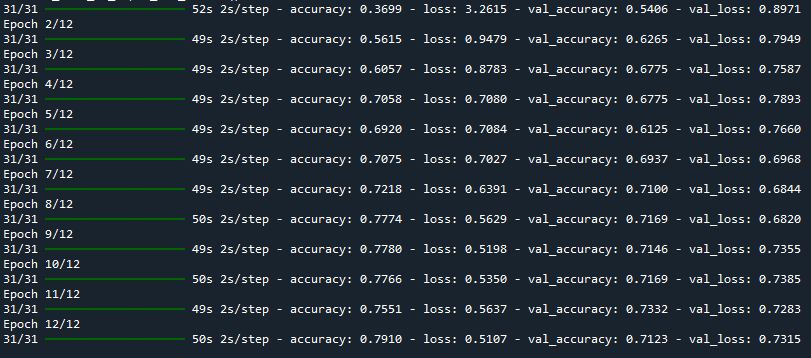 31/31 ━━━━━━━━━━━━━━━━━━━━ 52s 2s/step - accuracy: 0.3699 - loss: 3.2615 - val_accuracy: 0.5406 - val_loss: 0.8971
Epoch 2/12
31/31 ━━━━━━━━━━━━━━━━━━━━ 49s 2s/step - accuracy: 0.5615 - loss: 0.9479 - val_accuracy: 0.6265 - val_loss: 0.7949
Epoch 3/12
31/31 ━━━━━━━━━━━━━━━━━━━━ 49s 2s/step - accuracy: 0.6057 - loss: 0.8783 - val_accuracy: 0.6775 - val_loss: 0.7587
Epoch 4/12
31/31 ━━━━━━━━━━━━━━━━━━━━ 49s 2s/step - accuracy: 0.7058 - loss: 0.7080 - val_accuracy: 0.6775 - val_loss: 0.7893
Epoch 5/12
31/31 ━━━━━━━━━━━━━━━━━━━━ 49s 2s/step - accuracy: 0.6920 - loss: 0.7084 - val_accuracy: 0.6125 - val_loss: 0.7660
Epoch 6/12
31/31 ━━━━━━━━━━━━━━━━━━━━ 49s 2s/step - accuracy: 0.7075 - loss: 0.7027 - val_accuracy: 0.6937 - val_loss: 0.6968
Epoch 7/12
31/31 ━━━━━━━━━━━━━━━━━━━━ 49s 2s/step - accuracy: 0.7218 - loss: 0.6391 - val_accuracy: 0.7100 - val_loss: 0.6844
Epoch 8/12
31/31 ━━━━━━━━━━━━━━━━━━━━ 50s 2s/step - accuracy: 0.7774 - loss: 0.5629 - val_accuracy: 0.7169 - val_loss: 0.6820
Epoch 9/12
31/31 ━━━━━━━━━━━━━━━━━━━━ 49s 2s/step - accuracy: 0.7780 - loss: 0.5198 - val_accuracy: 0.7146 - val_loss: 0.7355
Epoch 10/12
31/31 ━━━━━━━━━━━━━━━━━━━━ 50s 2s/step - accuracy: 0.7766 - loss: 0.5350 - val_accuracy: 0.7169 - val_loss: 0.7385
Epoch 11/12
31/31 ━━━━━━━━━━━━━━━━━━━━ 49s 2s/step - accuracy: 0.7551 - loss: 0.5637 - val_accuracy: 0.7332 - val_loss: 0.7283
Epoch 12/12
31/31 ━━━━━━━━━━━━━━━━━━━━ 50s 2s/step - accuracy: 0.7910 - loss: 0.5107 - val_accuracy: 0.7123 - val_loss: 0.7315